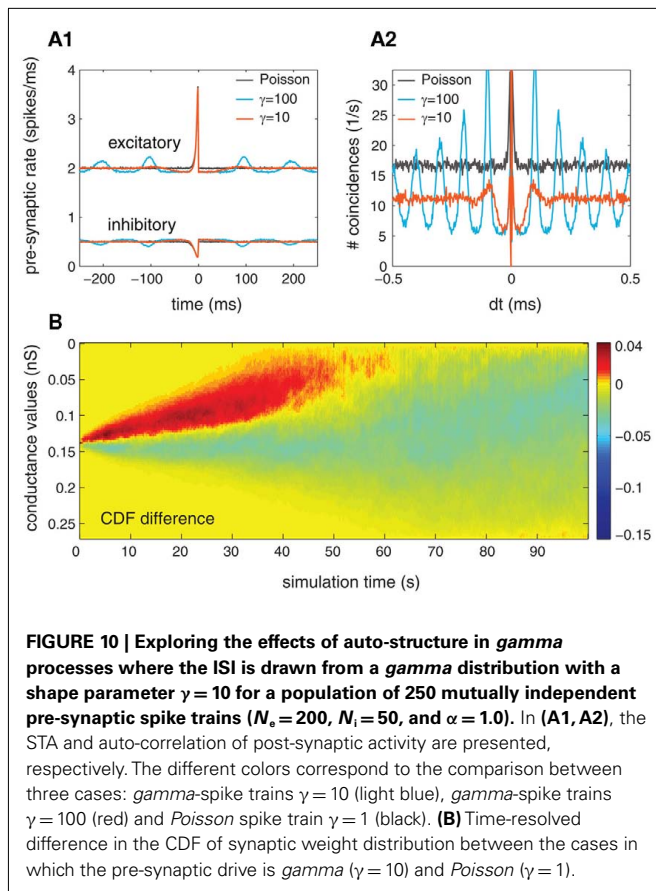 A1
A2
Poisson
γ=100
γ=10
excitatory
inhibitory
pre-synaptic rate (spikes/ms)
4
3
2
1
0
−200 −100 0 100 200
time (ms)
Poisson
γ=100
γ=10
# coincidences (1/s)
30
25
20
15
10
5
0
-0.5 0 0.5
dt (ms)
B
conductance values (nS)
0
0.05
0.1
0.15
0.2
0.25
CDF difference
0 10 20 30 40 50 60 70 80 90
simulation time (s)
0.04
0
-0.05
-0.1
-0.15
FIGURE 10 | Exploring the effects of auto-structure in gamma
processes where the ISI is drawn from a gamma distribution with a
shape parameter γ = 10 for a population of 250 mutually independent
pre-synaptic spike trains (Ne = 200, Ni = 50, and α = 1.0). In (A1, A2), the
STA and auto-correlation of post-synaptic activity are presented,
respectively. The different colors correspond to the comparison between
three cases: gamma-spike trains γ = 10 (light blue), gamma-spike trains
γ = 100 (red) and Poisson spike train γ = 1 (black). (B) Time-resolved
difference in the CDF of synaptic weight distribution between the cases in
which the pre-synaptic drive is gamma (γ = 10) and Poisson (γ = 1).